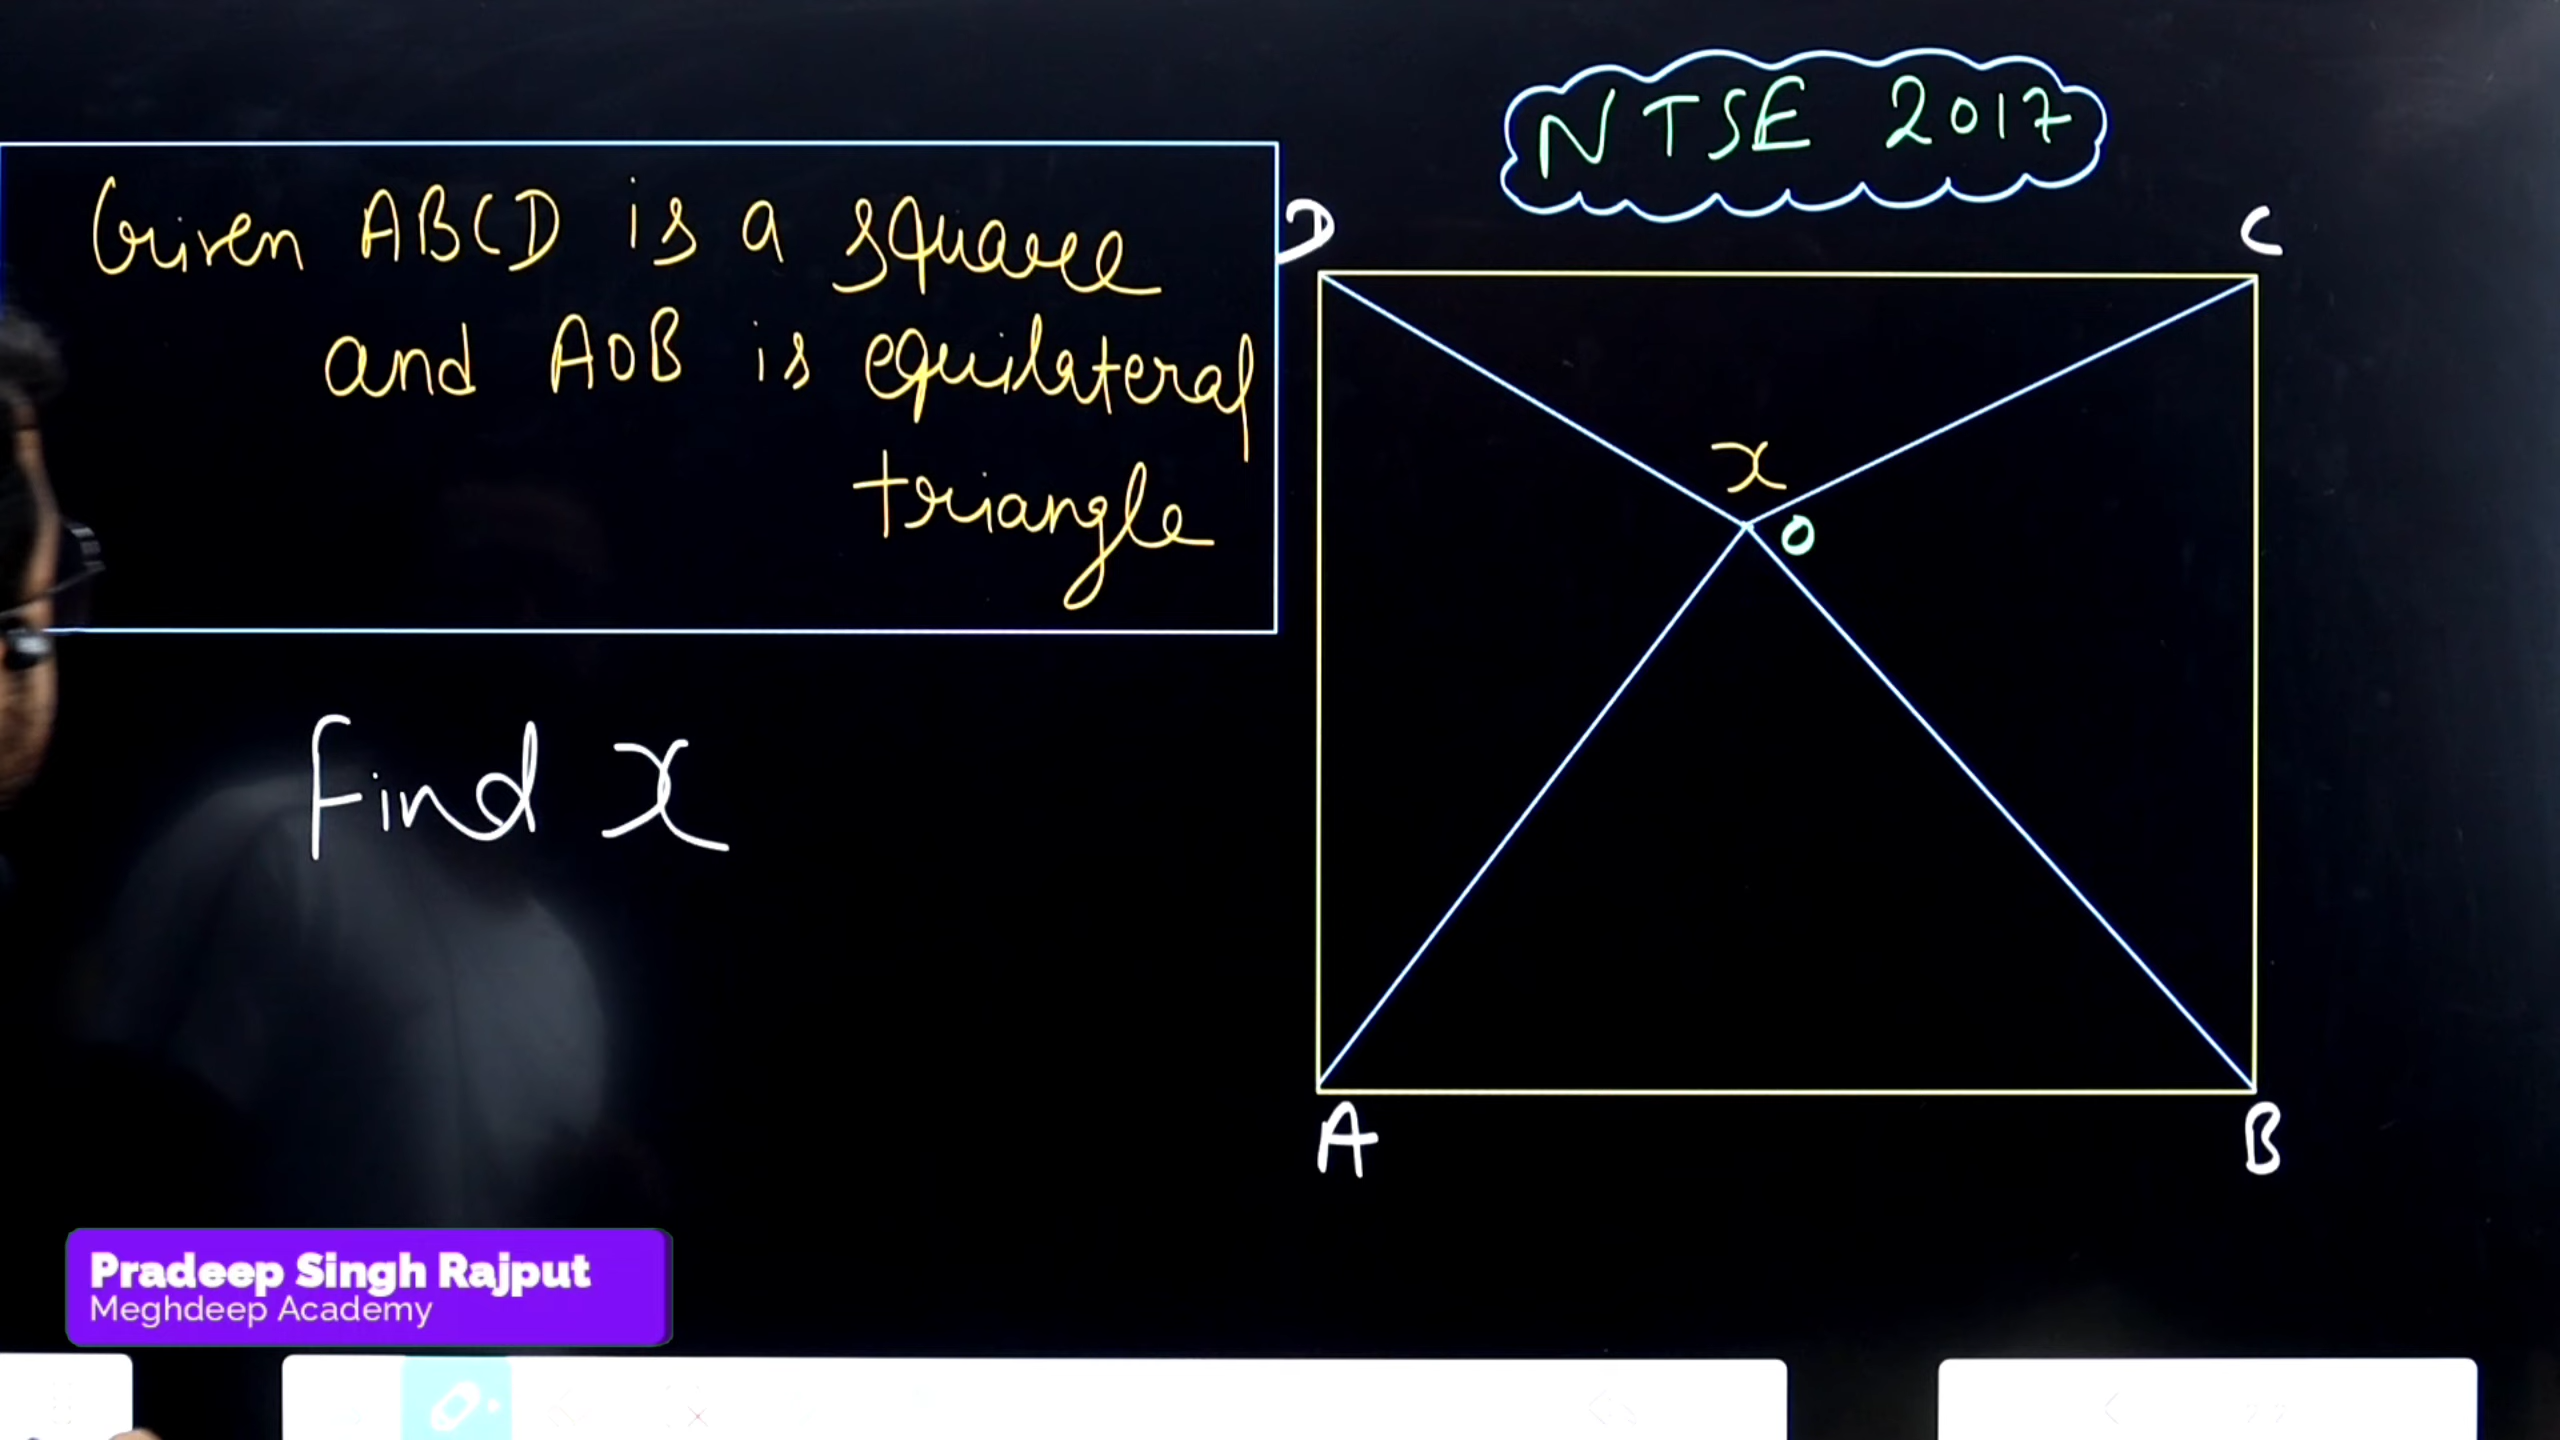 NTSE 2017
Given ABCD is a square
and AOB is equilateral
triangle
Find x
D
C
x
O
A
B
Pradeep Singh Rajput
Meghdeep Academy